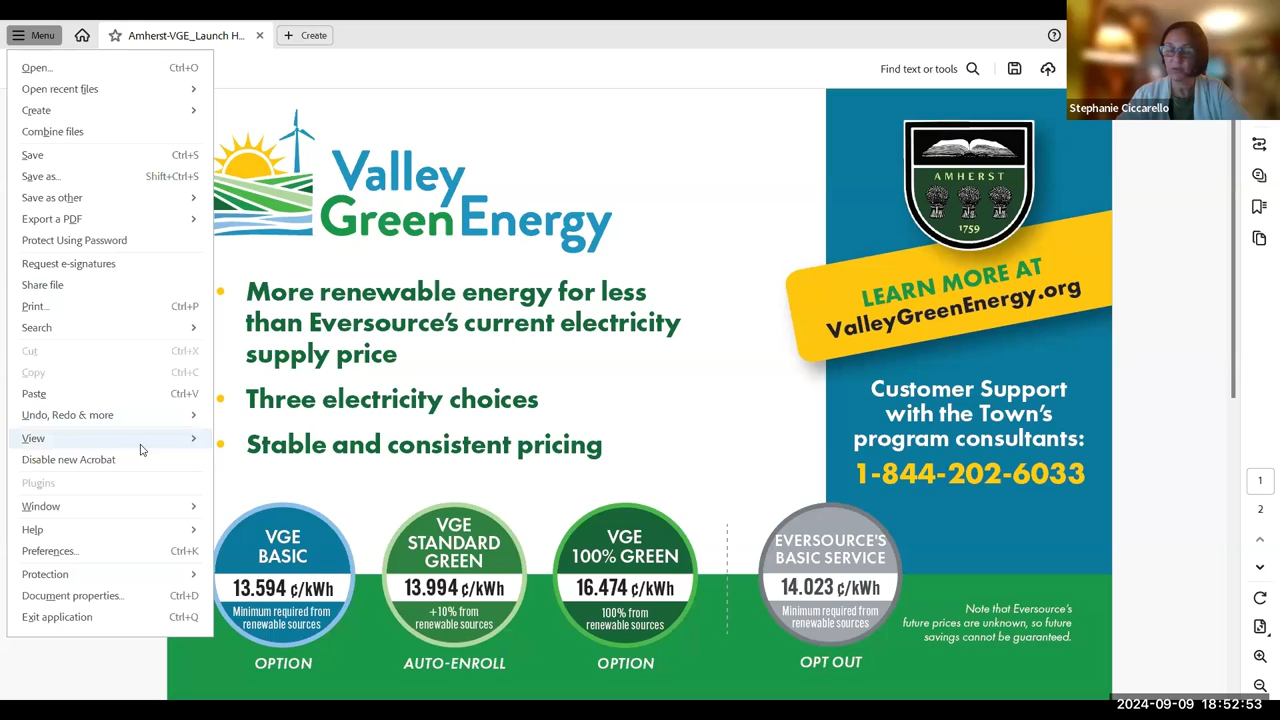 Menu
Amherst-VGE_Launch H...
Create
Find text or tools
Stephanie Ciccarello
Open... Ctrl+O
Open recent files
Create
Combine files
Save Ctrl+S
Save as... Shift+Ctrl+S
Save as other
Export a PDF
Protect Using Password
Request e-signatures
Share file
Print... Ctrl+P
Search
Cut Ctrl+X
Copy Ctrl+C
Paste Ctrl+V
Undo, Redo & more
View
Disable new Acrobat
Plugins
Window
Help
Preferences... Ctrl+K
Protection
Document properties... Ctrl+D
Exit application Ctrl+Q
Valley
GreenEnergy
More renewable energy for less
than Eversource's current electricity
supply price
Three electricity choices
Stable and consistent pricing
AMHERST
1759
LEARN MORE AT
ValleyGreenEnergy.org
Customer Support
with the Town's
program consultants:
1-844-202-6033
VGE
BASIC
13.594 ¢/kWh
Minimum required from
renewable sources
OPTION
VGE
STANDARD
GREEN
13.994 ¢/kWh
+10% from
renewable sources
AUTO-ENROLL
VGE
100% GREEN
16.474 ¢/kWh
100% from
renewable sources
OPTION
EVERSOURCE'S
BASIC SERVICE
14.023 ¢/kWh
Minimum required from
renewable sources
OPT OUT
Note that Eversource's
future prices are unknown, so future
savings cannot be guaranteed.
1
2
2024-09-09 18:52:53